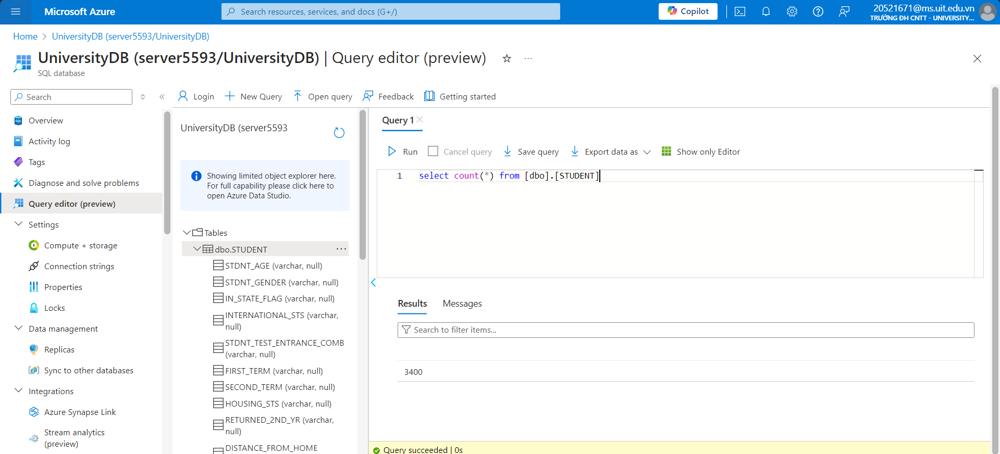 Microsoft Azure
Search resources, services, and docs (G+/)
Copilot
20521671@ms.uit.edu.vn
TRƯỜNG ĐH CNTT - UNIVERSITY...
Home
UniversityDB (server5593/UniversityDB)
UniversityDB (server5593/UniversityDB) | Query editor (preview)
SQL database
Search
Overview
Activity log
Tags
Diagnose and solve problems
Query editor (preview)
Settings
Compute + storage
Connection strings
Properties
Locks
Data management
Replicas
Sync to other databases
Integrations
Azure Synapse Link
Stream analytics
(preview)
Login
New Query
Open query
Feedback
Getting started
UniversityDB (server5593
Showing limited object explorer here.
For full capability please click here to
open Azure Data Studio.
Tables
dbo.STUDENT
STDNT_AGE (varchar, null)
STDNT_GENDER (varchar, null)
IN_STATE_FLAG (varchar, null)
INTERNATIONAL_STS (varchar,
null)
STDNT_TEST_ENTRANCE_COMB
(varchar, null)
FIRST_TERM (varchar, null)
SECOND_TERM (varchar, null)
HOUSING_STS (varchar, null)
RETURNED_2ND_YR (varchar,
null)
DISTANCE_FROM_HOME
Query 1
Run
Cancel query
Save query
Export data as
Show only Editor
1 select count(*) from [dbo].[STUDENT]
Results
Messages
Search to filter items...
3400
Query succeeded | 0s